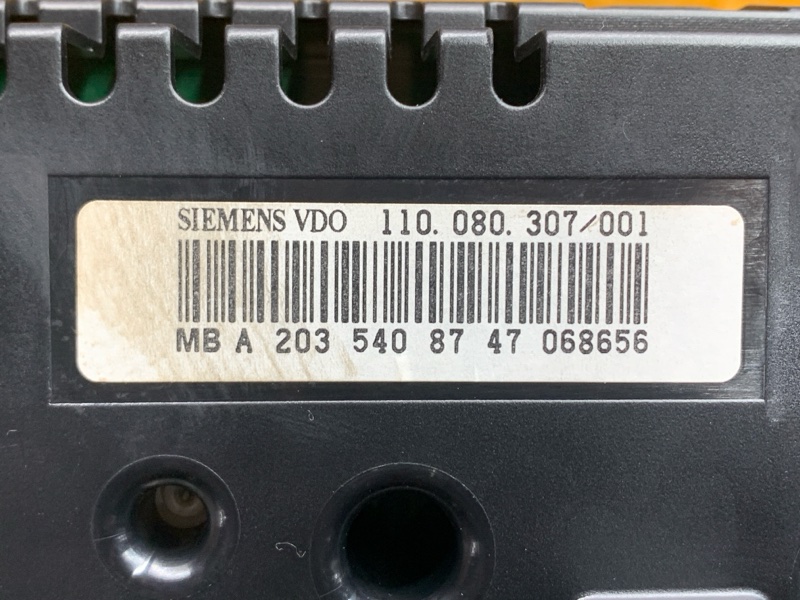 SIEMENS VDO 110.080.307/001
MB A 203 540 87 47 068656